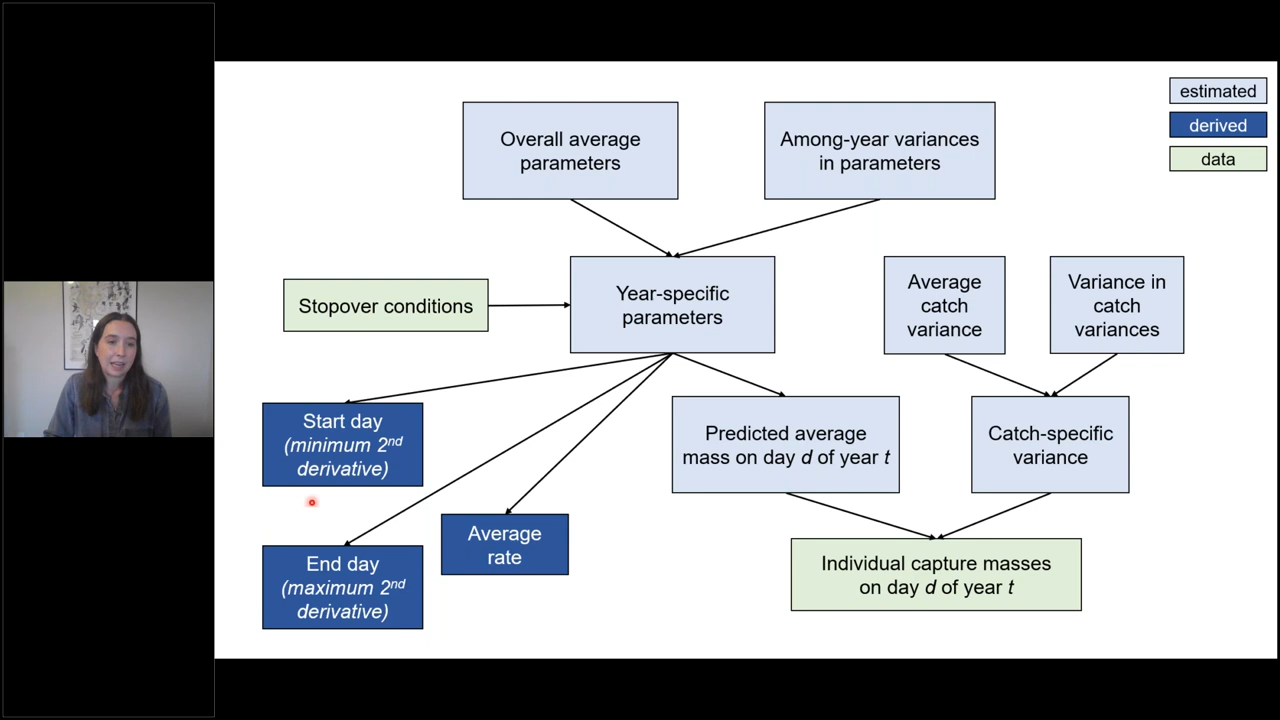 estimated
derived
data
Overall average
parameters
Among-year variances
in parameters
Stopover conditions
Year-specific
parameters
Average
catch
variance
Variance in
catch
variances
Start day
(minimum 2nd
derivative)
Predicted average
mass on day d of year t
Catch-specific
variance
End day
(maximum 2nd
derivative)
Average
rate
Individual capture masses
on day d of year t